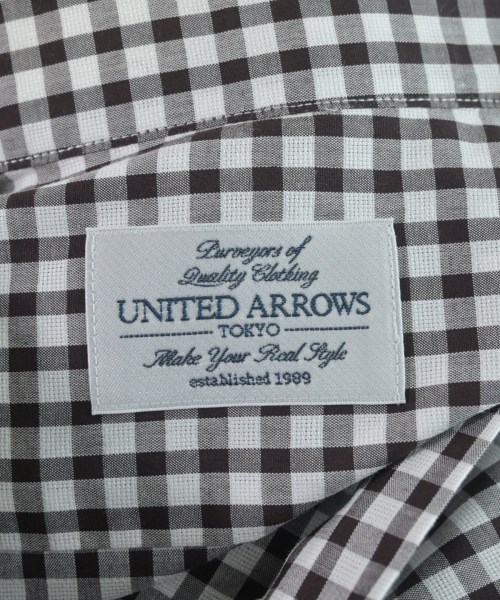 Purveyors of
Quality Clothing
UNITED ARROWS
TOKYO
Make Your Real Style
established 1989